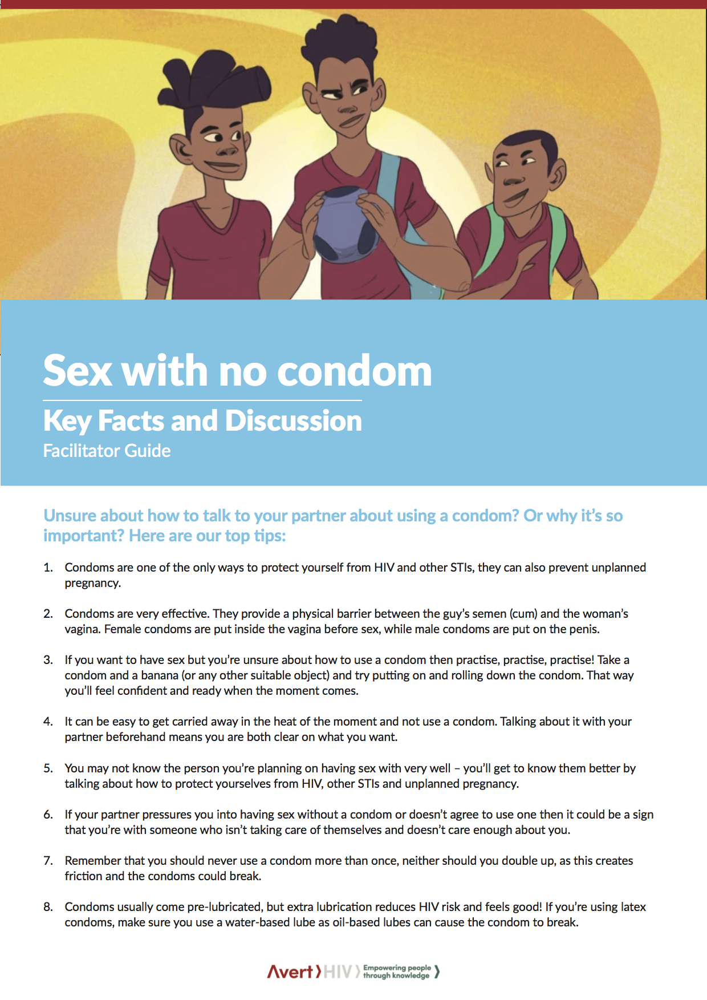 Sex with no condom
Key Facts and Discussion
Facilitator Guide
Unsure about how to talk to your partner about using a condom? Or why it’s so
important? Here are our top tips:
1. Condoms are one of the only ways to protect yourself from HIV and other STIs, they can also prevent unplanned
pregnancy.
2. Condoms are very effective. They provide a physical barrier between the guy’s semen (cum) and the woman’s
vagina. Female condoms are put inside the vagina before sex, while male condoms are put on the penis.
3. If you want to have sex but you’re unsure about how to use a condom then practise, practise, practise! Take a
condom and a banana (or any other suitable object) and try putting on and rolling down the condom. That way
you’ll feel confident and ready when the moment comes.
4. It can be easy to get carried away in the heat of the moment and not use a condom. Talking about it with your
partner beforehand means you are both clear on what you want.
5. You may not know the person you’re planning on having sex with very well – you’ll get to know them better by
talking about how to protect yourselves from HIV, other STIs and unplanned pregnancy.
6. If your partner pressures you into having sex without a condom or doesn’t agree to use one then it could be a sign
that you’re with someone who isn’t taking care of themselves and doesn’t care enough about you.
7. Remember that you should never use a condom more than once, neither should you double up, as this creates
friction and the condoms could break.
8. Condoms usually come pre-lubricated, but extra lubrication reduces HIV risk and feels good! If you’re using latex
condoms, make sure you use a water-based lube as oil-based lubes can cause the condom to break.
Avert HIV Empowering people
through knowledge